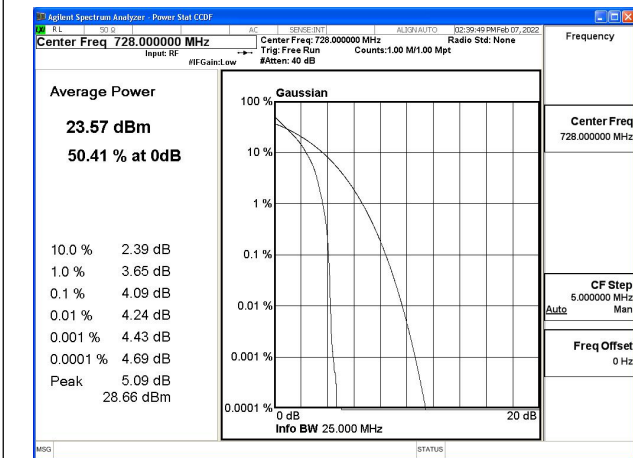 Agilent Spectrum Analyzer - Power Stat CCDF
RL 50 Ω AC SENSE:INT ALIGNAUTO 02:39:49 PMFeb 07, 2022
Center Freq 728.000000 MHz
Input: RF
#IFGain:Low
Center Freq: 728.000000 MHz
Trig: Free Run Counts:1.00 M/1.00 Mpt
#Atten: 40 dB
Radio Std: None
Frequency
Average Power
23.57 dBm
50.41 % at 0dB
10.0 % 2.39 dB
1.0 % 3.65 dB
0.1 % 4.09 dB
0.01 % 4.24 dB
0.001 % 4.43 dB
0.0001 % 4.69 dB
Peak 5.09 dB
28.66 dBm
Gaussian
100 %
10 %
1 %
0.1 %
0.01 %
0.001 %
0.0001 %
0 dB 20 dB
Info BW 25.000 MHz
Center Freq
728.000000 MHz
CF Step
5.000000 MHz
Auto Man
Freq Offset
0 Hz
MSG STATUS